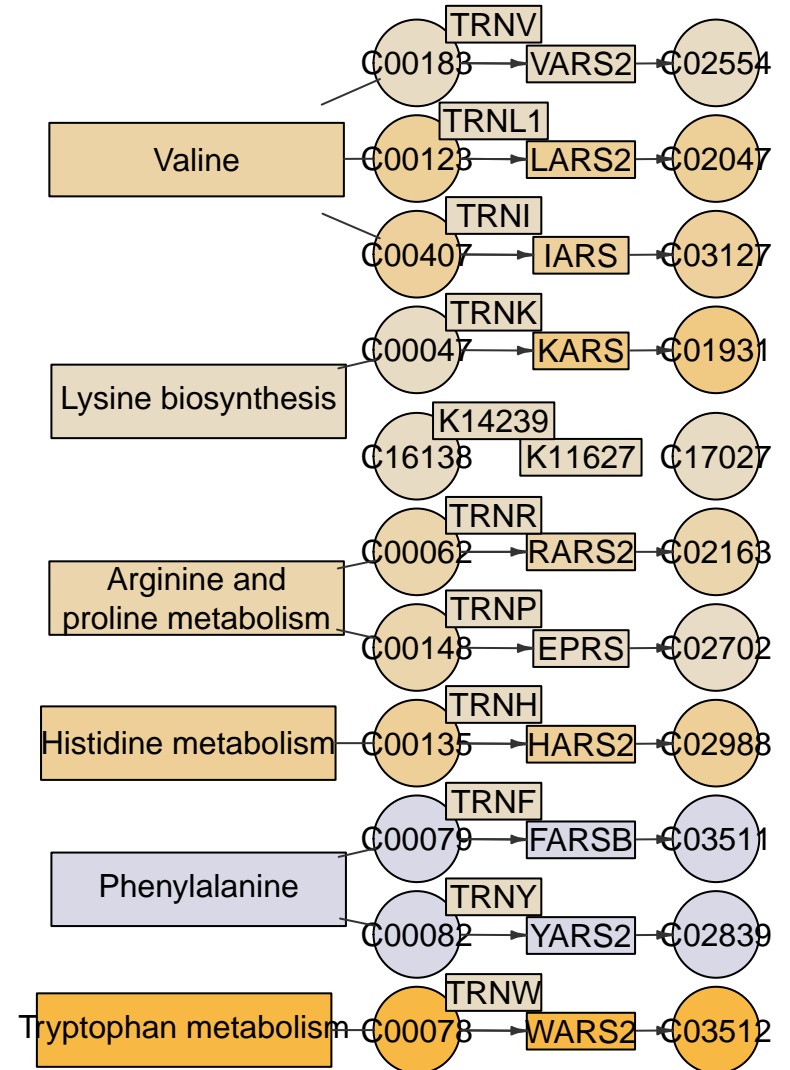 TRNV
C00183 VARS2 C02554
TRNL1
Valine C00123 LARS2 C02047
TRNI
C00407 IARS C03127
TRNK
C00047 KARS C01931
Lysine biosynthesis
K14239
C16138 K11627 C17027
TRNR
C00062 RARS2 C02163
Arginine and
proline metabolism
TRNP
C00148 EPRS C02702
TRNH
Histidine metabolism C00135 HARS2 C02988
TRNF
C00079 FARSB C03511
Phenylalanine
TRNY
C00082 YARS2 C02839
TRNW
Tryptophan metabolism C00078 WARS2 C03512